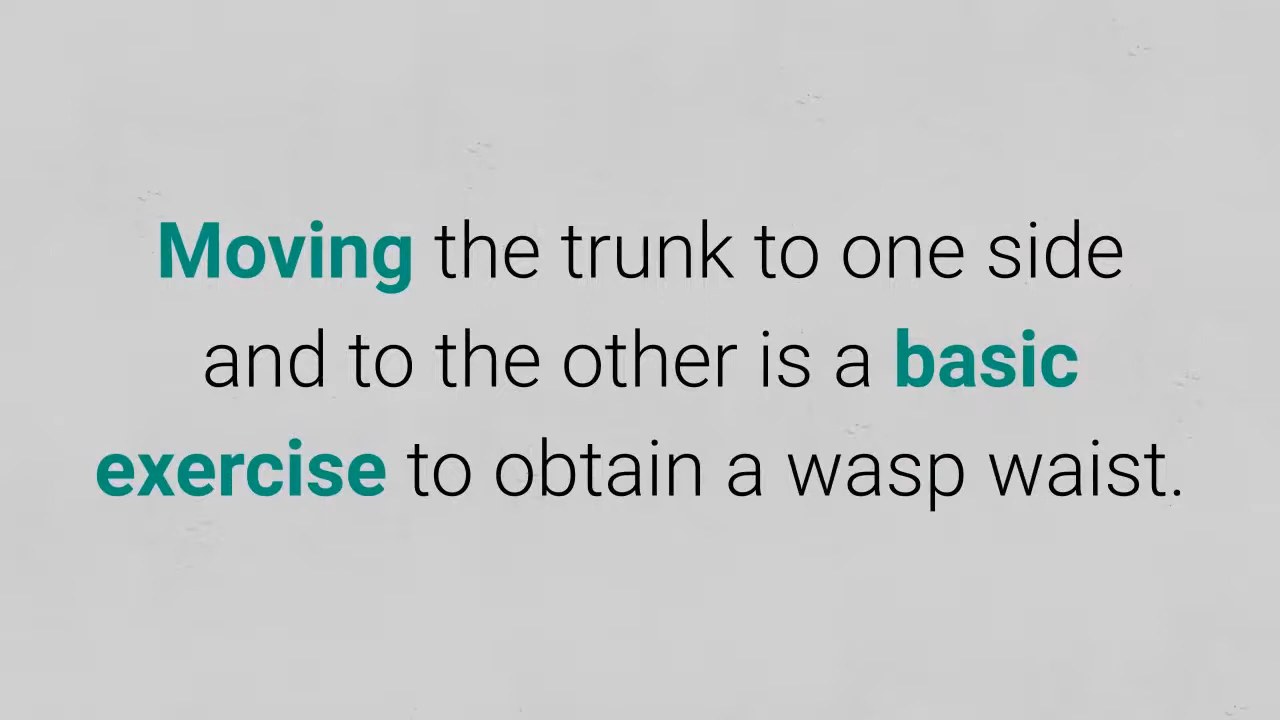 Moving the trunk to one side
and to the other is a basic
exercise to obtain a wasp waist.